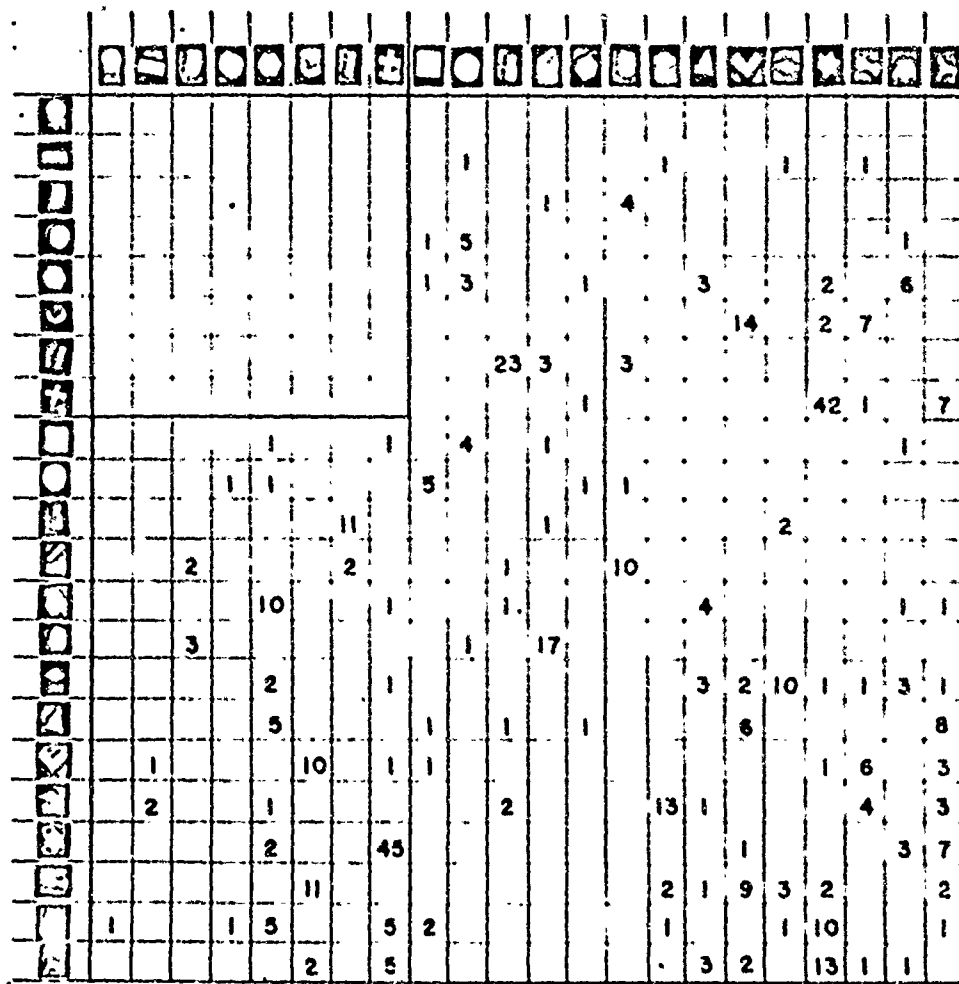 1 1 1 1
1 4
1 5 1
1 3 1 3 2 6
14 2 7
23 3 3
1 42 1 7
1 1 4 1 1
1 1 5 1 1
11 1 2
2 2 1 10
10 1 1 4 1 1
3 1 17
2 1 3 2 10 1 1 3 1
5 1 1 1 6 8
1 10 1 1 1 6 3
2 1 2 13 1 4 3
2 45 1 3 7
11 2 1 9 3 2 2
1 1 5 5 2 1 1 10 1
2 5 3 2 13 1 1